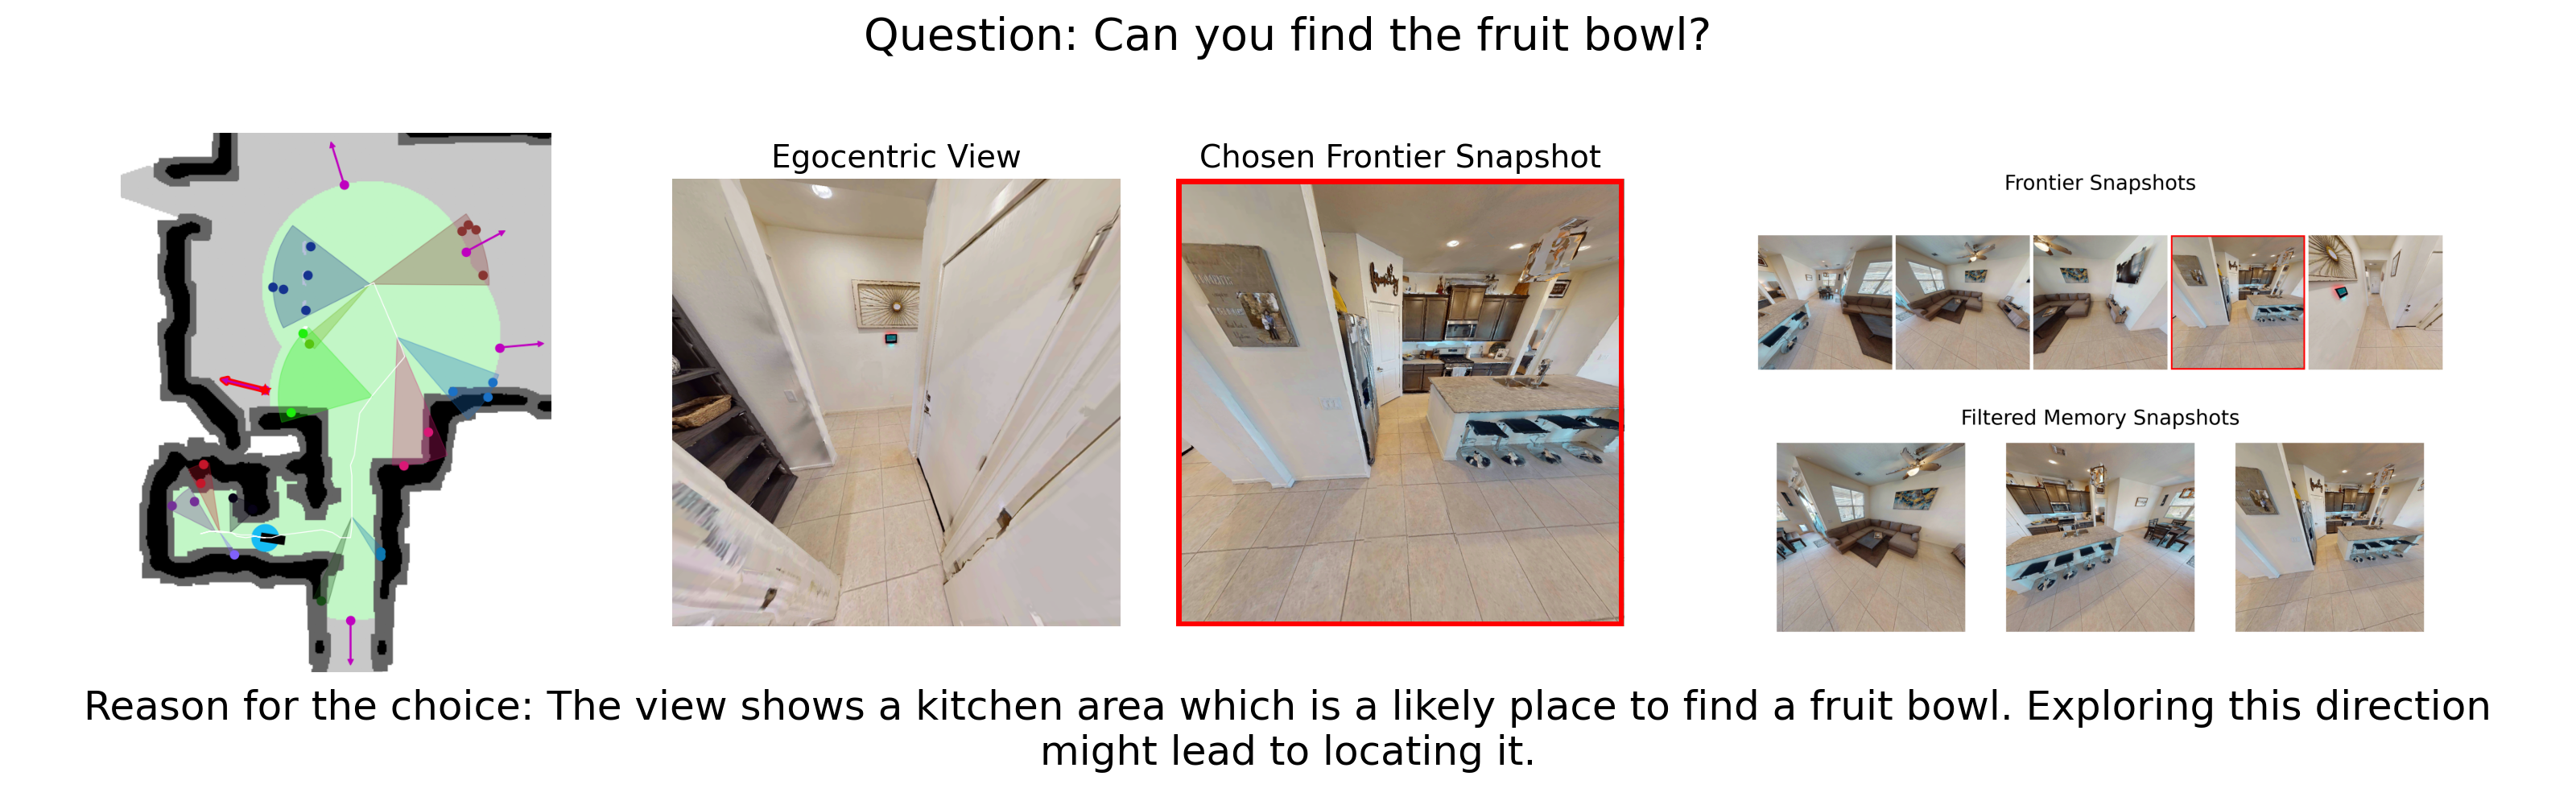 Question: Can you find the fruit bowl?
Egocentric View
Chosen Frontier Snapshot
Frontier Snapshots
Filtered Memory Snapshots
Reason for the choice: The view shows a kitchen area which is a likely place to find a fruit bowl. Exploring this direction
might lead to locating it.